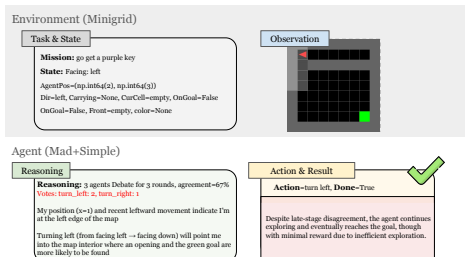 Environment (Minigrid)
Task & State
Observation
Mission: go get a purple key
State: Facing: left
AgentPos=(np.int64(2), np.int64(3))
Dir=left, Carrying=None, CurCell=empty, OnGoal=False
OnGoal=False, Front=empty, color=None
Agent (Mad+Simple)
Reasoning
Reasoning: 3 agents Debate for 3 rounds, agreement=67%
Votes: turn_left: 2, turn_right: 1
My position (x=1) and recent leftward movement indicate I'm
at the left edge of the map
Turning left (from facing left → facing down) will point me
into the map interior where an opening and the green goal are
more likely to be found
Action & Result
Action=turn left, Done=True
Despite late-stage disagreement, the agent continues
exploring and eventually reaches the goal, though
with minimal reward due to inefficient exploration.